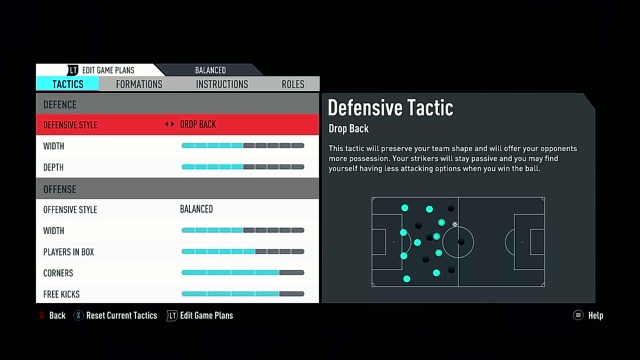 LT EDIT GAME PLANS BALANCED
TACTICS FORMATIONS INSTRUCTIONS ROLES
DEFENCE
DEFENSIVE STYLE DROP BACK
WIDTH
DEPTH
OFFENSE
OFFENSIVE STYLE BALANCED
WIDTH
PLAYERS IN BOX
CORNERS
FREE KICKS
Defensive Tactic
Drop Back
This tactic will preserve your team shape and will offer your opponents
more possession. Your strikers will stay passive and you may find
yourself having less attacking options when you win the ball.
Back X Reset Current Tactics LT Edit Game Plans Help